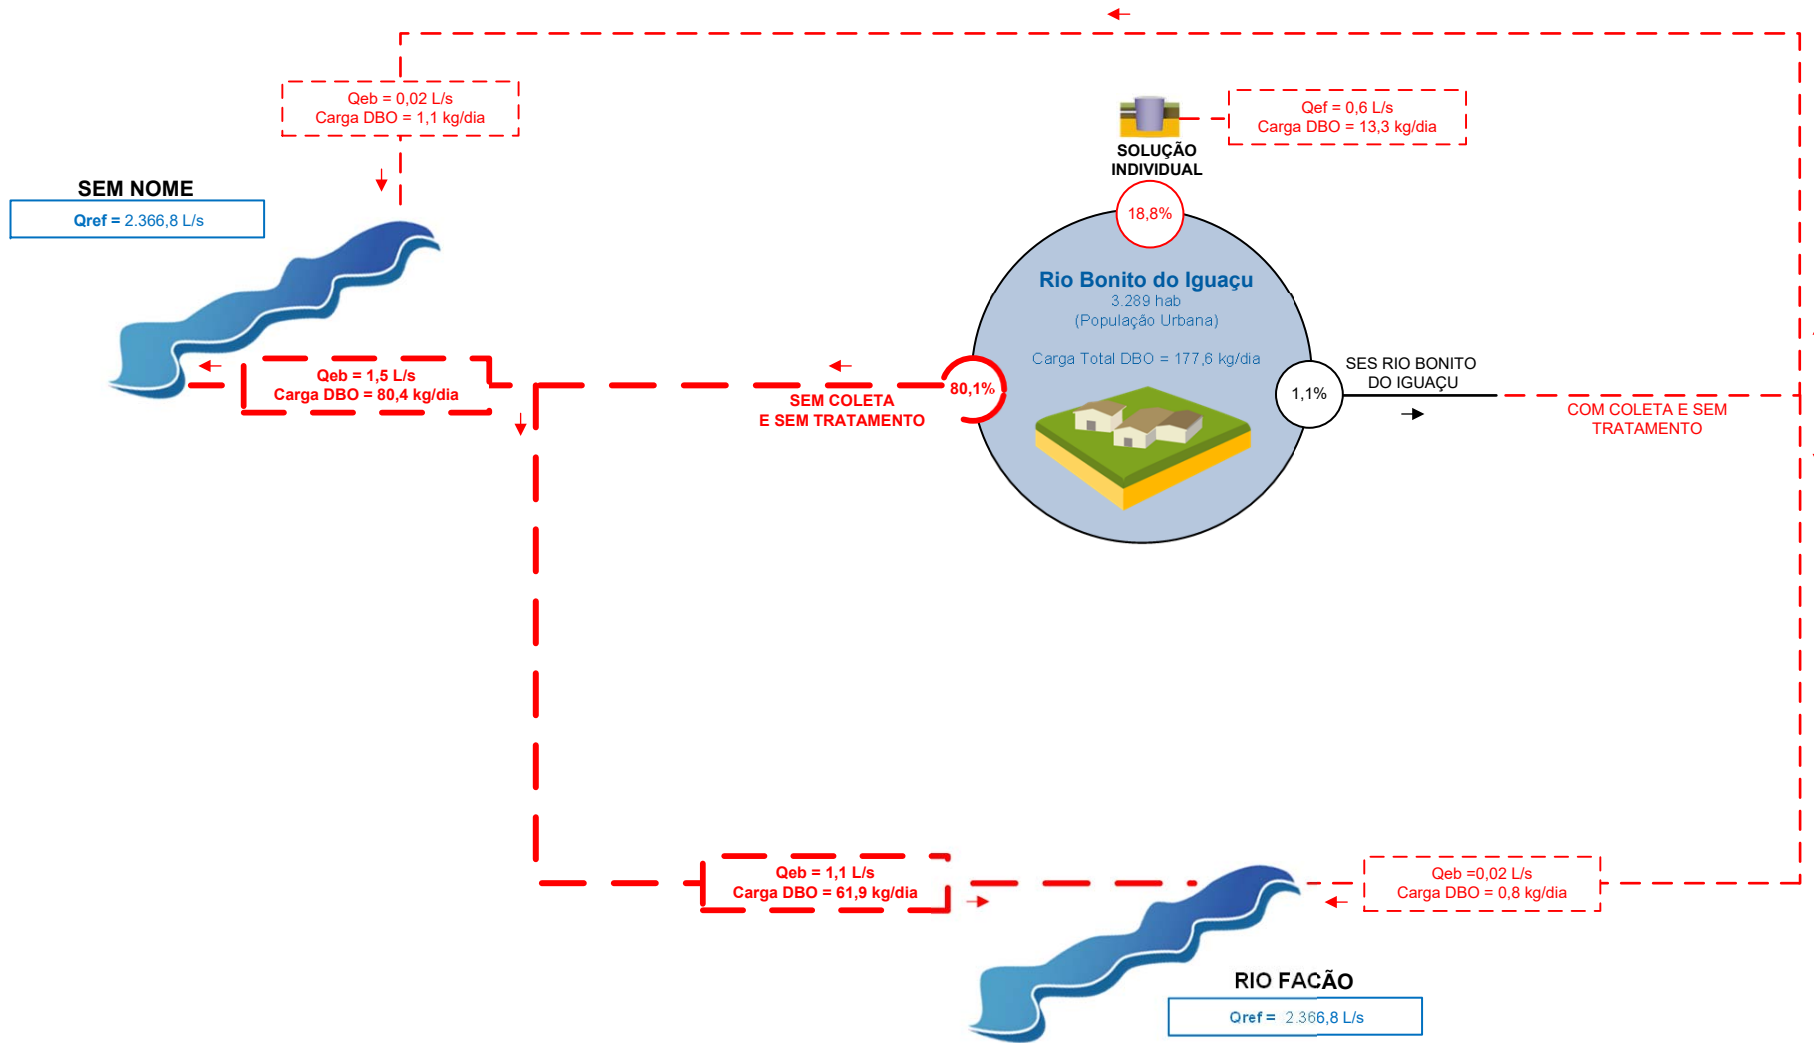 Qeb = 0,02 L/s
Carga DBO = 1,1 kg/dia
Qef = 0,6 L/s
Carga DBO = 13,3 kg/dia
SOLUÇÃO
INDIVIDUAL
SEM NOME
Qref = 2.366,8 L/s
18,8%
Rio Bonito do Iguaçu
3.289 hab
(População Urbana)
Carga Total DBO = 177,6 kg/dia
Qeb = 1,5 L/s
Carga DBO = 80,4 kg/dia
80,1%
SEM COLETA
E SEM TRATAMENTO
1,1%
SES RIO BONITO
DO IGUAÇU
COM COLETA E SEM
TRATAMENTO
Qeb = 1,1 L/s
Carga DBO = 61,9 kg/dia
Qeb =0,02 L/s
Carga DBO = 0,8 kg/dia
RIO FACÃO
Qref = 2.366,8 L/s